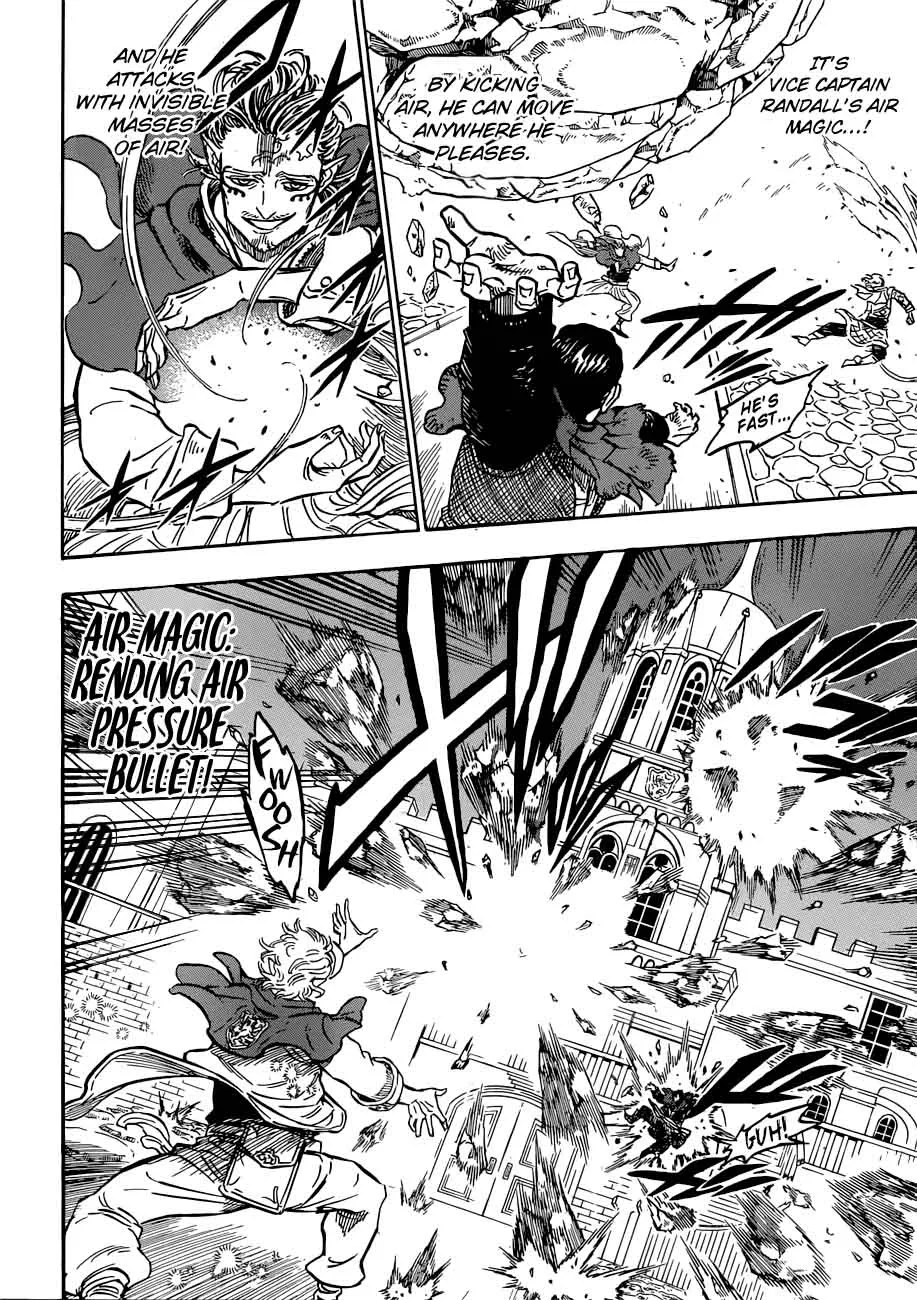 IT'S
VICE CAPTAIN
RANDALL'S AIR
MAGIC...!
BY KICKING
AIR, HE CAN MOVE
ANYWHERE HE
PLEASES.
HE'S
FAST...
AND HE
ATTACKS
WITH INVISIBLE
MASSES
OF AIR!
AIR MAGIC:
RENDING AIR
PRESSURE
BULLET!
FWOOSH
GUH!